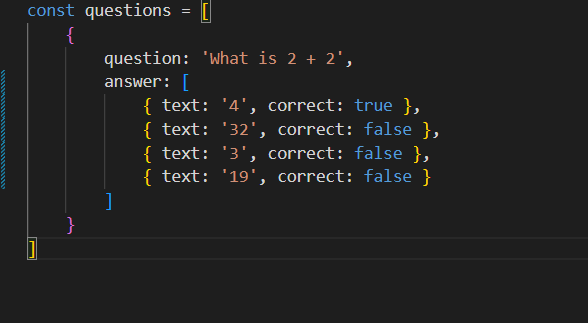 const questions = [
{
question: 'What is 2 + 2',
answer: [
{ text: '4', correct: true },
{ text: '32', correct: false },
{ text: '3', correct: false },
{ text: '19', correct: false }
]
}
]